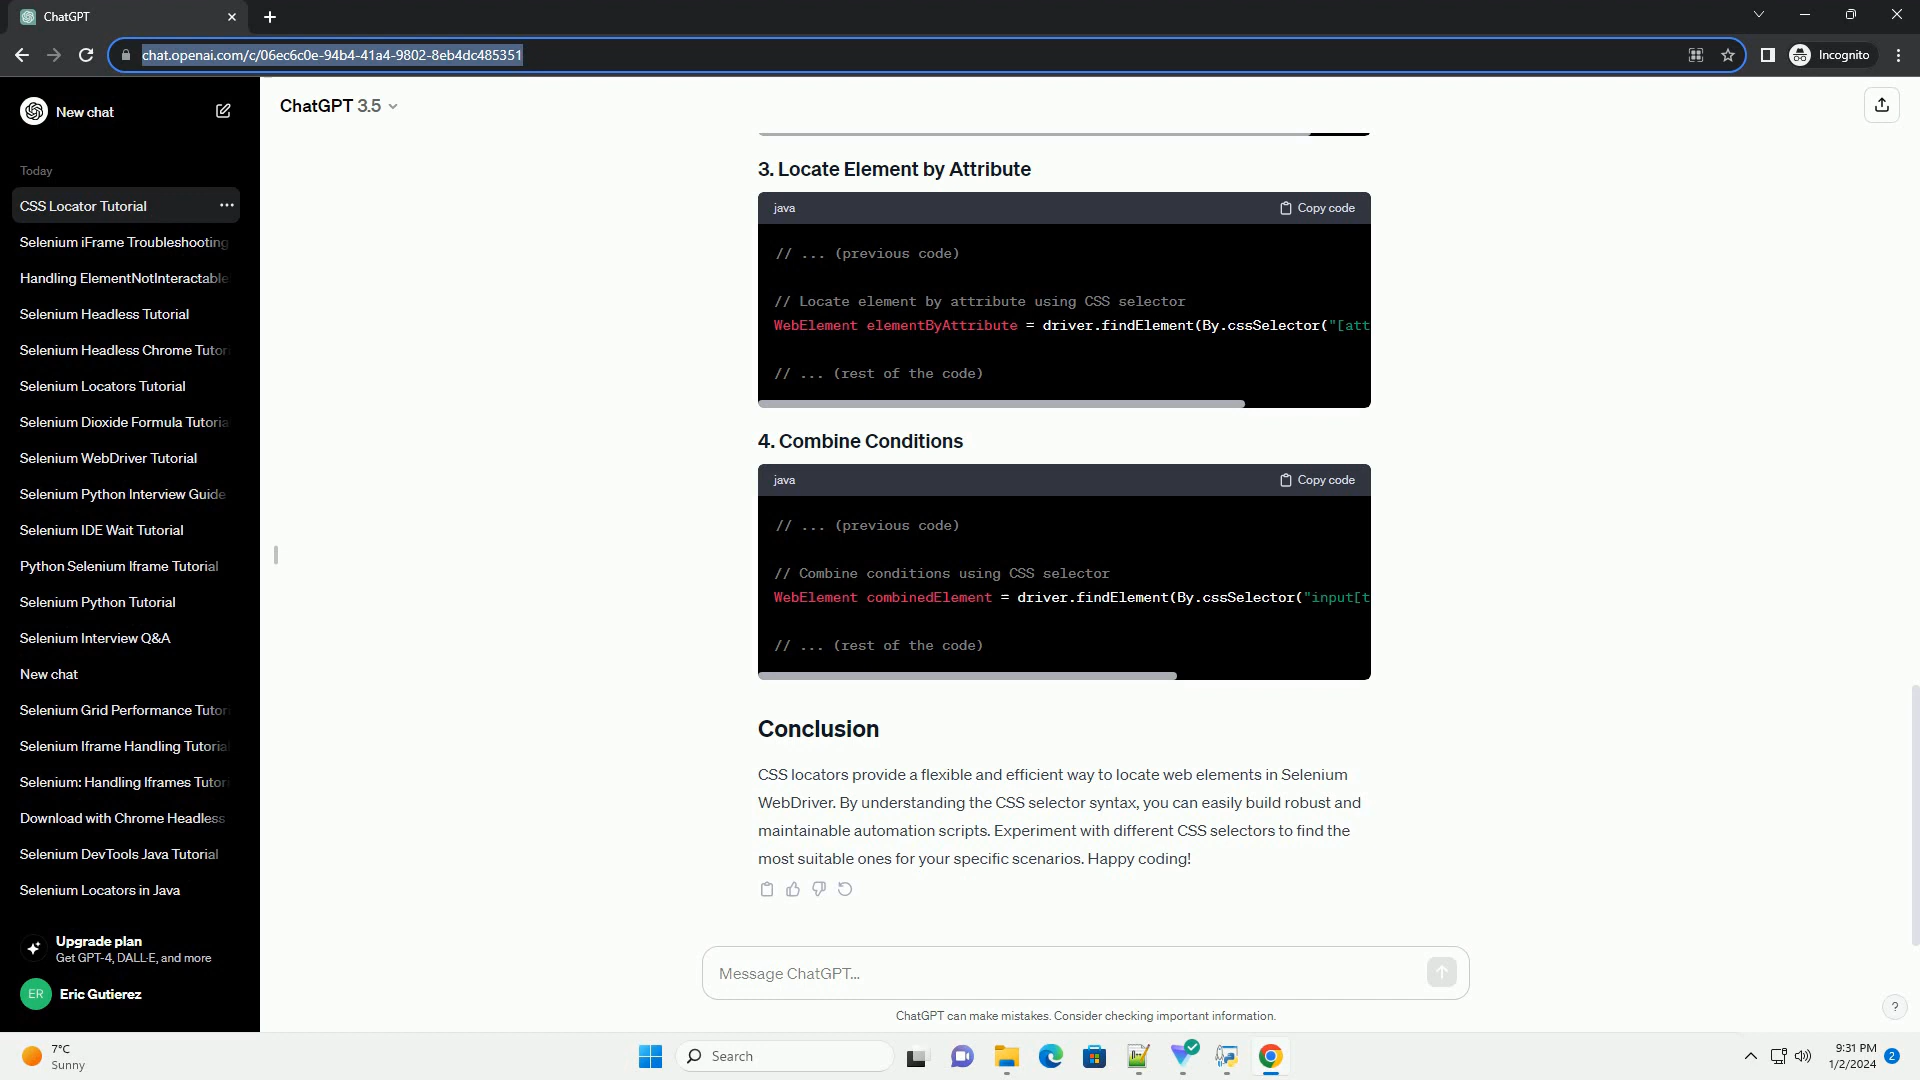 ChatGPT
chat.openai.com/c/06ec6c0e-94b4-41a4-9802-8eb4dc485351
Incognito
New chat
ChatGPT 3.5
Today
CSS Locator Tutorial
Selenium iFrame Troubleshooting
Handling ElementNotInteractable
Selenium Headless Tutorial
Selenium Headless Chrome Tutor
Selenium Locators Tutorial
Selenium Dioxide Formula Tutoria
Selenium WebDriver Tutorial
Selenium Python Interview Guide
Selenium IDE Wait Tutorial
Python Selenium Iframe Tutorial
Selenium Python Tutorial
Selenium Interview Q&A
New chat
Selenium Grid Performance Tutori
Selenium Iframe Handling Tutorial
Selenium: Handling Iframes Tutori
Download with Chrome Headless
Selenium DevTools Java Tutorial
Selenium Locators in Java
Upgrade plan
Get GPT-4, DALL·E, and more
ER
Eric Gutierez
3. Locate Element by Attribute
java
Copy code
// ... (previous code)
// Locate element by attribute using CSS selector
WebElement elementByAttribute = driver.findElement(By.cssSelector("[att
// ... (rest of the code)
4. Combine Conditions
java
Copy code
// ... (previous code)
// Combine conditions using CSS selector
WebElement combinedElement = driver.findElement(By.cssSelector("input[t
// ... (rest of the code)
Conclusion
CSS locators provide a flexible and efficient way to locate web elements in Selenium
WebDriver. By understanding the CSS selector syntax, you can easily build robust and
maintainable automation scripts. Experiment with different CSS selectors to find the
most suitable ones for your specific scenarios. Happy coding!
Message ChatGPT...
ChatGPT can make mistakes. Consider checking important information.
?
7°C
Sunny
Search
9:31 PM
1/2/2024
2